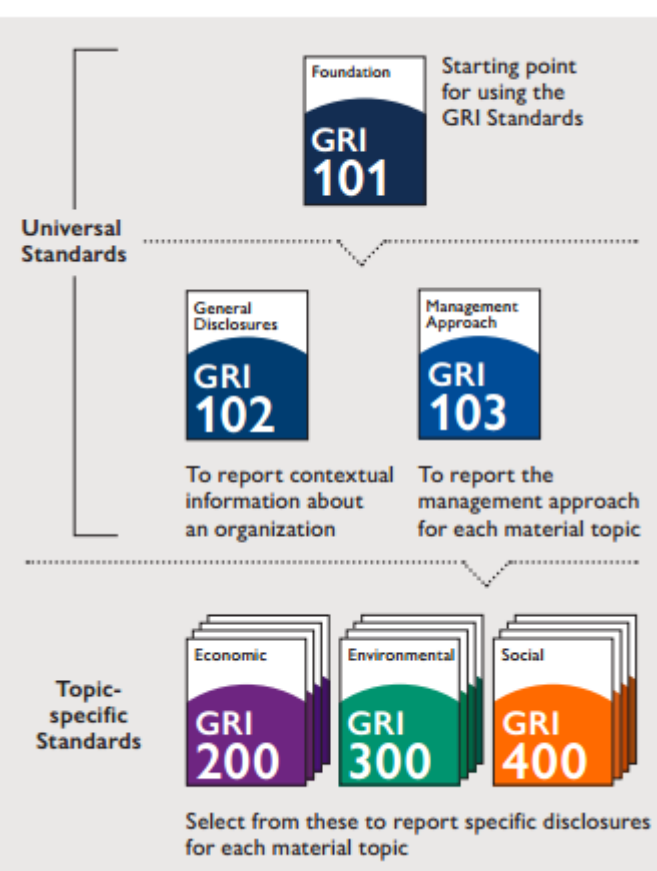 Foundation
GRI
101
Starting point
for using the
GRI Standards
Universal
Standards
General
Disclosures
GRI
102
Management
Approach
GRI
103
To report contextual
information about
an organization
To report the
management approach
for each material topic
Topic-
specific
Standards
Economic
GRI
200
Environmental
GRI
300
Social
GRI
400
Select from these to report specific disclosures
for each material topic